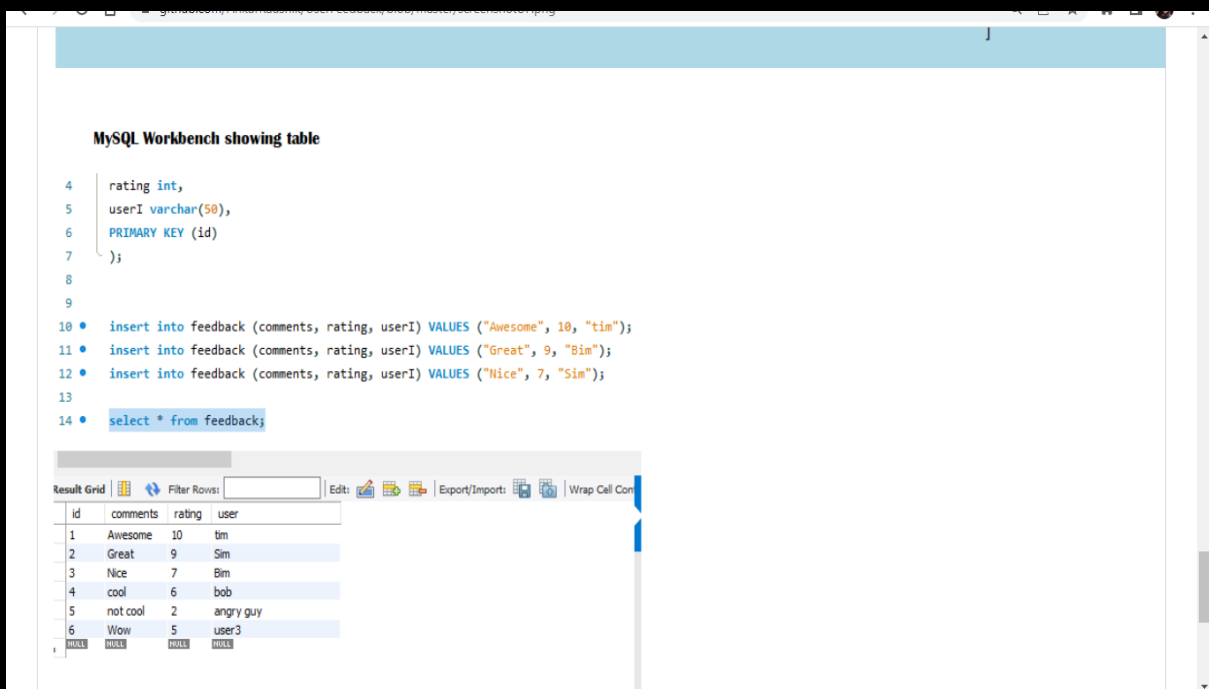 ]
MySQL Workbench showing table
4 rating int,
5 userI varchar(50),
6 PRIMARY KEY (id)
7 );
8
9
10 insert into feedback (comments, rating, userI) VALUES ("Awesome", 10, "tim");
11 insert into feedback (comments, rating, userI) VALUES ("Great", 9, "Bim");
12 insert into feedback (comments, rating, userI) VALUES ("Nice", 7, "Sim");
13
14 select * from feedback;
Result Grid Filter Rows: Edit: Export/Import: Wrap Cell
id comments rating user
1 Awesome 10 tim
2 Great 9 Sim
3 Nice 7 Bim
4 cool 6 bob
5 not cool 2 angry guy
6 Wow 5 user3
NULL NULL NULL NULL